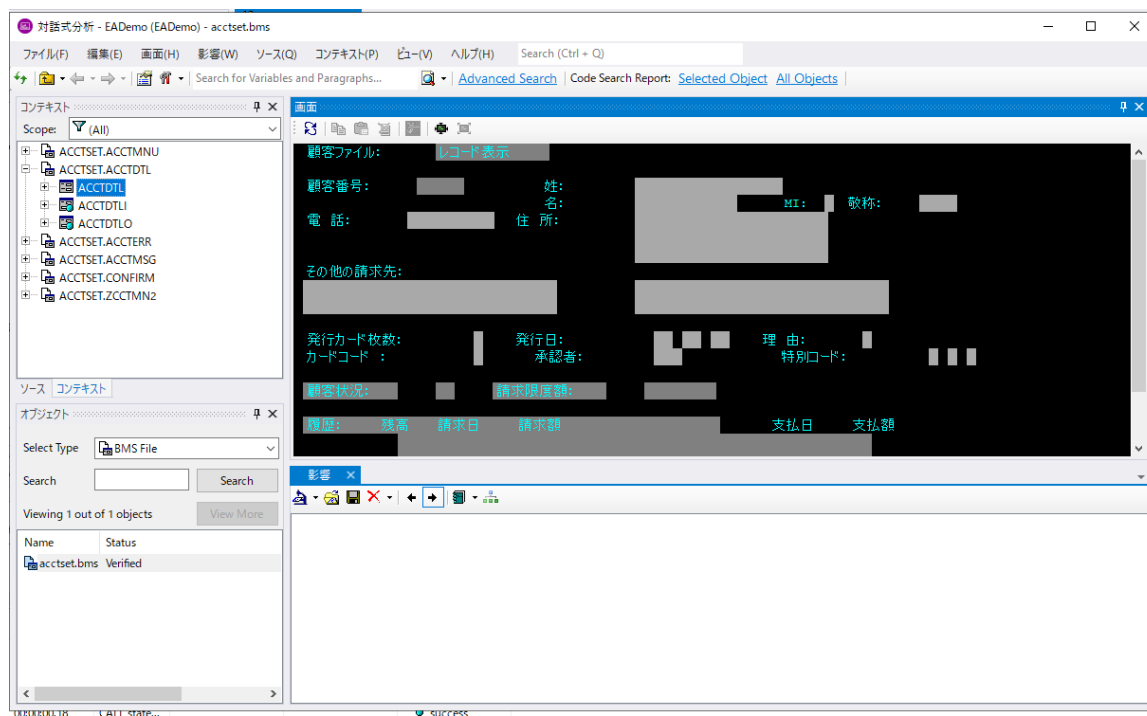 対話式分析 - EADemo (EADemo) - acctset.bms
ファイル(F) 編集(E) 画面(H) 影響(W) ソース(Q) コンテキスト(P) ビュー(V) ヘルプ(H) Search (Ctrl + Q)
Search for Variables and Paragraphs... Advanced Search Code Search Report: Selected Object All Objects
コンテキスト
Scope: (All)
ACCTSET.ACCTMNU
ACCTSET.ACCTDTL
ACCTDTL
ACCTDTLI
ACCTDTLO
ACCTSET.ACCTERR
ACCTSET.ACCTMSG
ACCTSET.CONFIRM
ACCTSET.ZCCTMN2
ソース コンテキスト
オブジェクト
Select Type BMS File
Search Search
Viewing 1 out of 1 objects View More
Name Status
acctset.bms Verified
画面
顧客ファイル: レコード表示
顧客番号: 姓:
名: MI: 敬称:
電 話: 住 所:
その他の請求先:
発行カード枚数: 発行日: 理 由:
カードコード : 承認者: 特別コード:
顧客状況: 請求限度額:
履歴: 残高 請求日 請求額 支払日 支払額
影響
00:00:00.18 CALL state... success